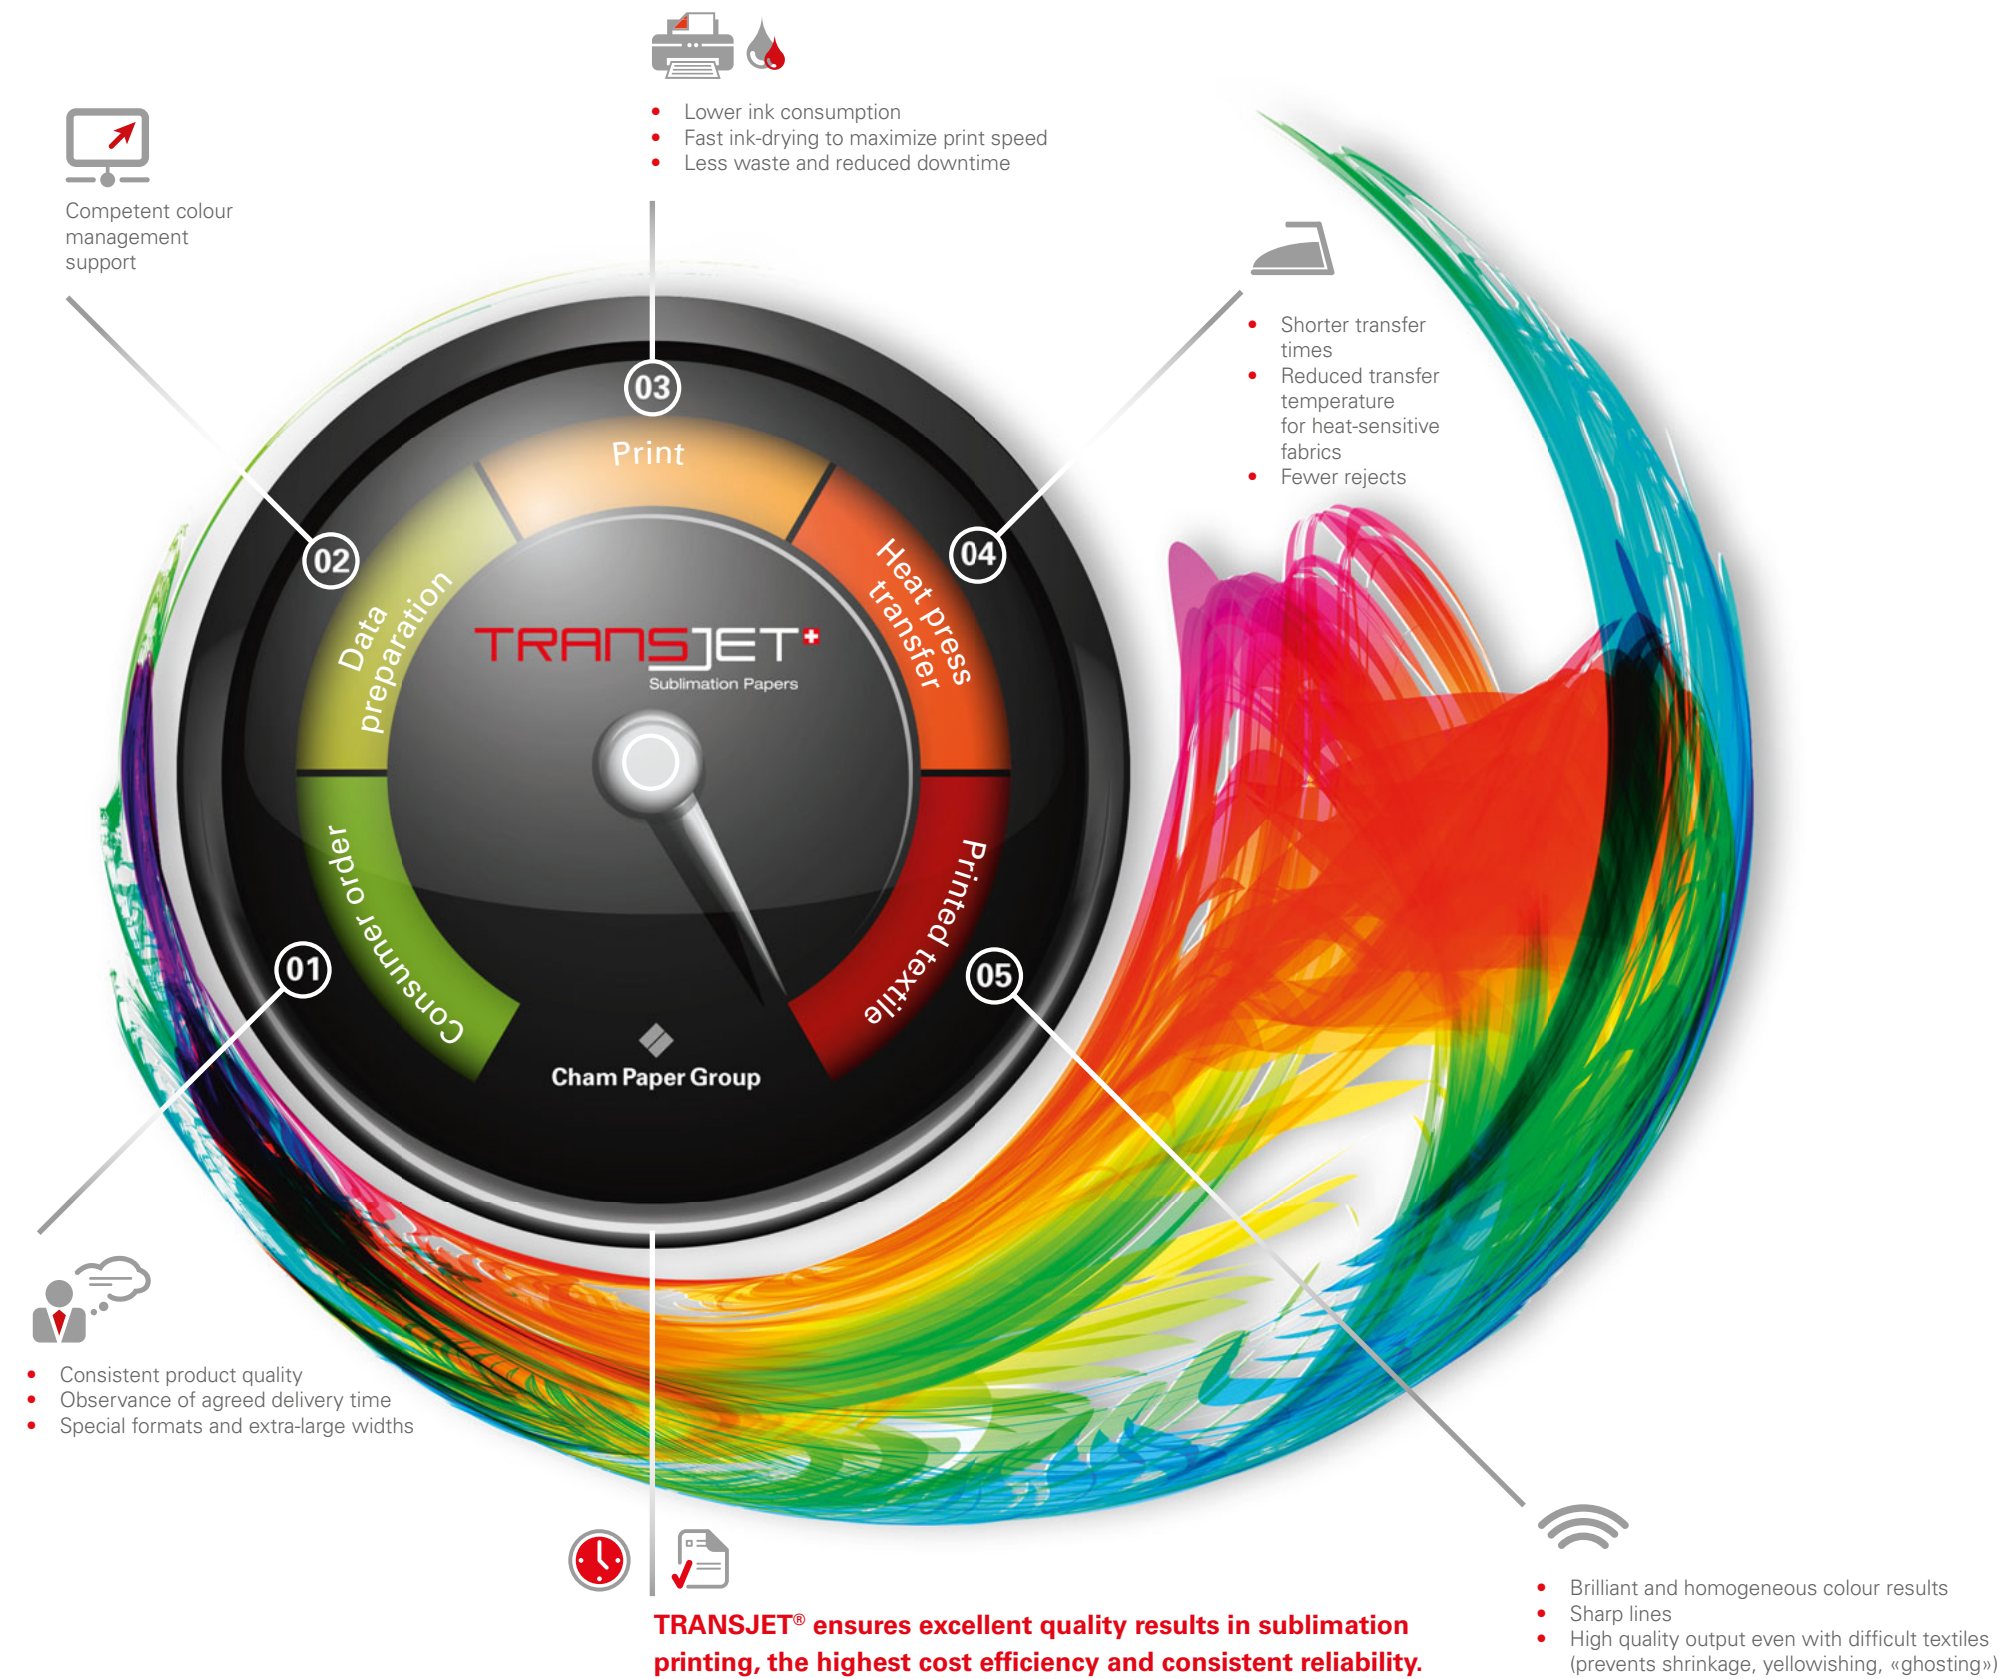 • Lower ink consumption
• Fast ink-drying to maximize print speed
• Less waste and reduced downtime
Competent colour
management
support
• Shorter transfer
times
• Reduced transfer
temperature
for heat-sensitive
fabrics
• Fewer rejects
03
Print
02
Data
preparation
04
Heat press
transfer
TRANSJET
Sublimation Papers
01
Consumer order
05
Printed textile
Cham Paper Group
• Consistent product quality
• Observance of agreed delivery time
• Special formats and extra-large widths
TRANSJET® ensures excellent quality results in sublimation
printing, the highest cost efficiency and consistent reliability.
• Brilliant and homogeneous colour results
• Sharp lines
• High quality output even with difficult textiles
(prevents shrinkage, yellowishing, «ghosting»)